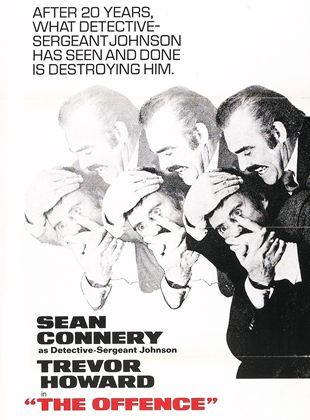 AFTER 20 YEARS,
WHAT DETECTIVE-
SERGEANT JOHNSON
HAS SEEN AND DONE
IS DESTROYING HIM.
SEAN
CONNERY
as Detective-Sergeant Johnson
TREVOR
HOWARD
in
"THE OFFENCE"